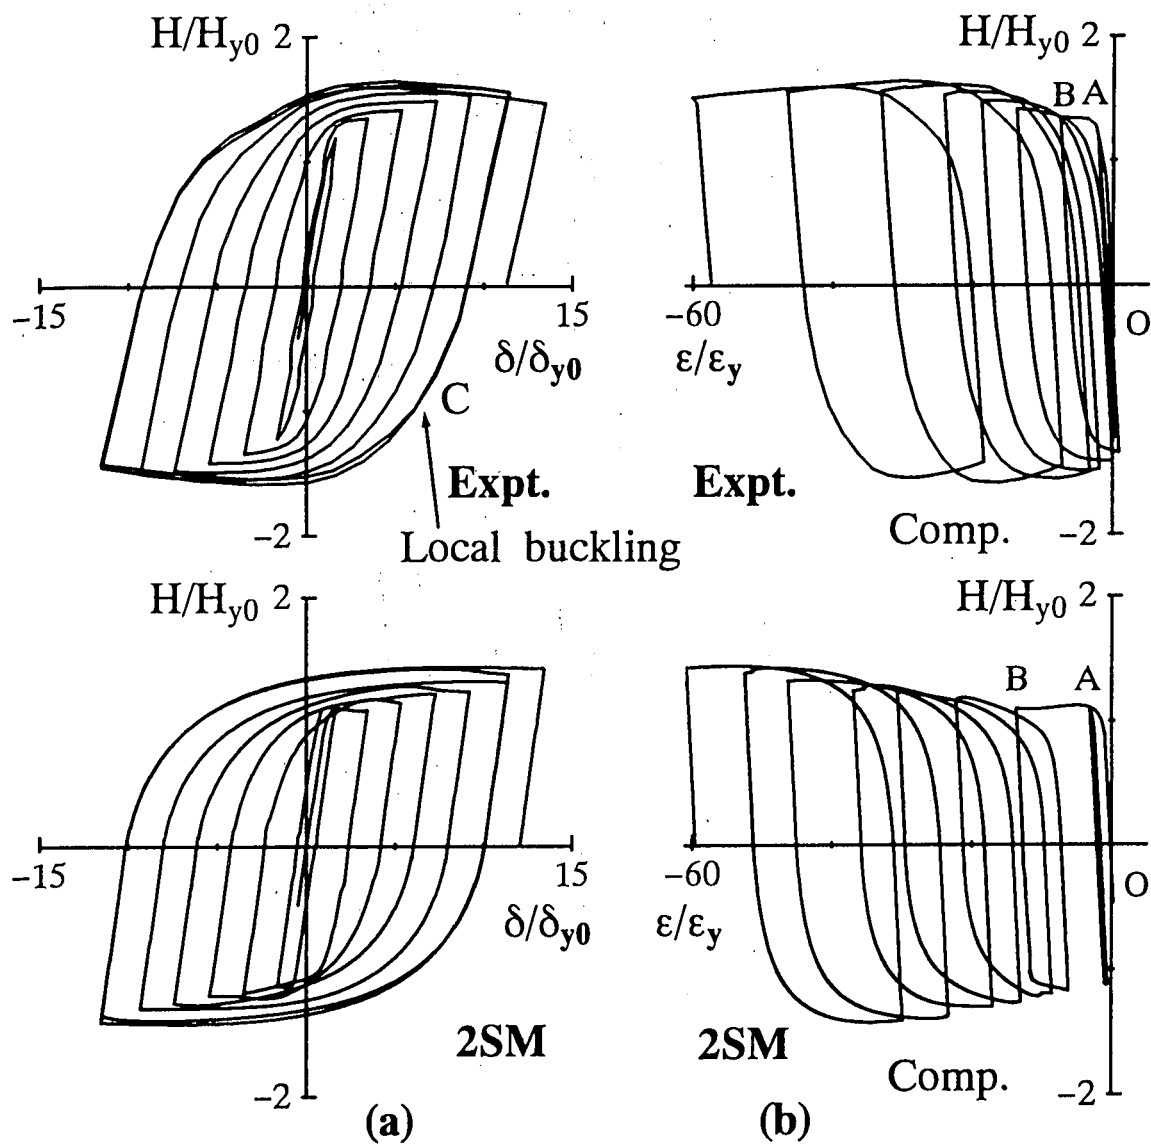 H/Hy0 2
-15
15
δ/δy0
C
Expt.
-2
Local buckling
H/Hy0 2
B A
-60
O
ε/εy
Expt.
Comp.
-2
H/Hy0 2
-15
15
δ/δy0
2SM
-2
(a)
H/Hy0 2
B A
-60
O
ε/εy
2SM
Comp.
-2
(b)